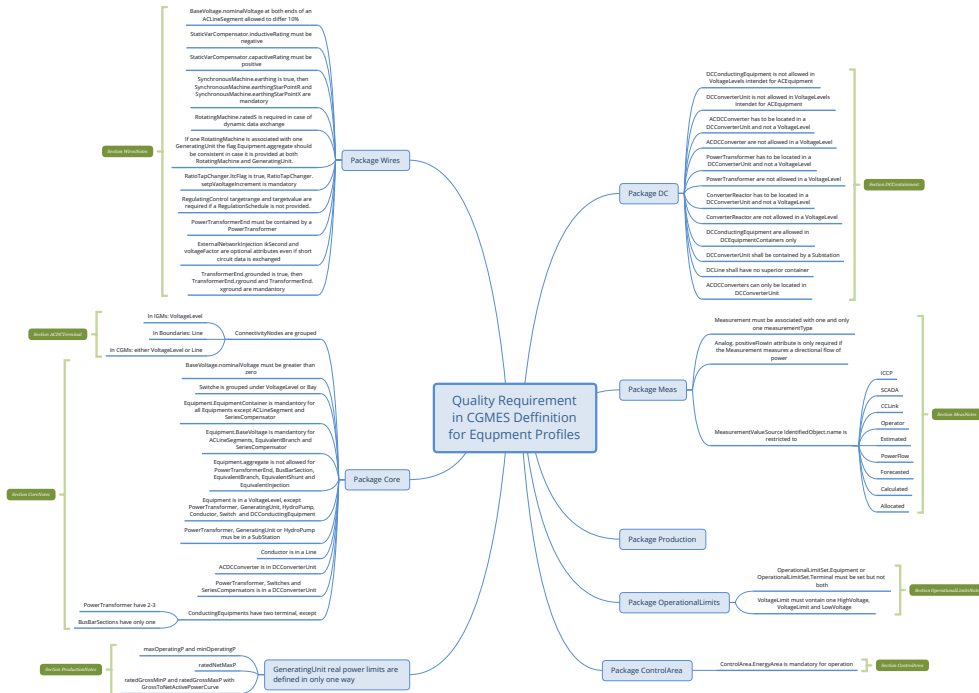 Quality Requirement
in CGMES Deffinition
for Equpment Profiles
Package Wires
BaseVoltage.nominalVoltage at both ends of an
ACLineSegment allowed to differ 10%
StaticVarCompensator.inductiveRating must be
negative
StaticVarCompensator.capactiveRating must be
positive
SynchronousMachine.earthing is true, then
SynchronousMachine.earthingStarPointR and
SynchronousMachine.earthingStarPointX are
mandatory
RotatingMachine.ratedS is required in case of
dynamic data exchange
If one RotatingMachine is associated with one
GeneratingUnit the flag Equipment.aggregate should
be consistent in case it is provided at both
RotatingMachine and GeneratingUnit.
RatioTapChanger.ltcFlag is true, RatioTapChanger.
setpVaoltageIncrement is mandatory
RegulatingControl targetrange and targetvalue are
required if a RegulationSchedule is not provided.
PowerTransformerEnd must be contained by a
PowerTransformer
ExternalNetworkInjection ikSecond and
voltageFactor are optional attributes even if short
circuit data is exchanged
TransformerEnd.grounded is true, then
TransformerEnd.rground and TransformerEnd.
xground are mandantory
Section WiresNotes
Package Core
ConnectivityNodes are grouped
In IGMs: VoltageLevel
In Boundaries: Line
In CGMs: either VoltageLevel or Line
Section ACDCTerminal
BaseVoltage.nominalVoltage must be greater than
zero
Switche is grouped under VoltageLevel or Bay
Equipment.EquipmentContainer is mandatory for
all Equipments except ACLineSegment and
SeriesCompensator
Equipment.BaseVoltage is mandatory for
ACLineSegments, EquivalentBranch and
SeriesCompensator
Equipment.aggregate is not allowed for
PowerTransformerEnd, BusBarSection,
EquivalentBranch, EquivalentShunt and
EquivalentInjection
Equipment is in a VoltageLevel, except
PowerTransformer, GeneratingUnit, HydroPump,
Conductor, Switch and DCConductingEquipment
PowerTransformer, GeneratingUnit or HydroPump
mus be in a SubStation
Conductor is in a Line
ACDCConverter is in DCConverterUnit
PowerTransformer, Switches and
SeriesCompensators is in a DCConverterUnit
ConductingEquipments have two terminal, except
PowerTransformer have 2-3
BusBarSections have only one
Section CoreNotes
GeneratingUnit real power limits are
defined in only one way
maxOperatingP and minOperatingP
ratedNetMaxP
ratedGrossMinP and ratedGrossMaxP with
GrossToNetActivePowerCurve
Section ProductionNotes
Package DC
DCConductingEquipment is not allowed in
VoltageLevels intendet for ACEquipment
DCConverterUnit is not allowed in VoltageLevels
intendet for ACEquipment
ACDCConverter has to be located in a
DCConverterUnit and not a VoltageLevel
ACDCConverter are not allowed in a VoltageLevel
PowerTransformer has to be located in a
DCConverterUnit and not a VoltageLevel
PowerTransformer are not allowed in a VoltageLevel
ConverterReactor has to be located in a
DCConverterUnit and not a VoltageLevel
ConverterReactor are not allowed in a VoltageLevel
DCConductingEquipment are allowed in
DCEquipmentContainers only
DCConverterUnit shall be contained by a Substation
DCLine shall have no superior container
ACDCConverters can only be located in
DCConverterUnit
Section DCContainment
Package Meas
Measurement must be associated with one and only
one measurementType
Analog. positiveFlowIn attribute is only required if
the Measurement measures a directional flow of
power
MeasurementValueSource IdentifiedObject.name is
restricted to
ICCP
SCADA
CCLink
Operator
Estimated
PowerFlow
Forecasted
Calculated
Allocated
Section MeasNotes
Package Production
Package OperationalLimits
OperationalLimitSet.Equipment or
OperationalLimitSet.Terminal must be set but not
both
VoltageLimit must vontain one HighVoltage,
VoltageLimit and LowVoltage
Section OperationalLimitsNotes
Package ControlArea
ControlArea.EnergyArea is mandatory for operation
Section ControlArea